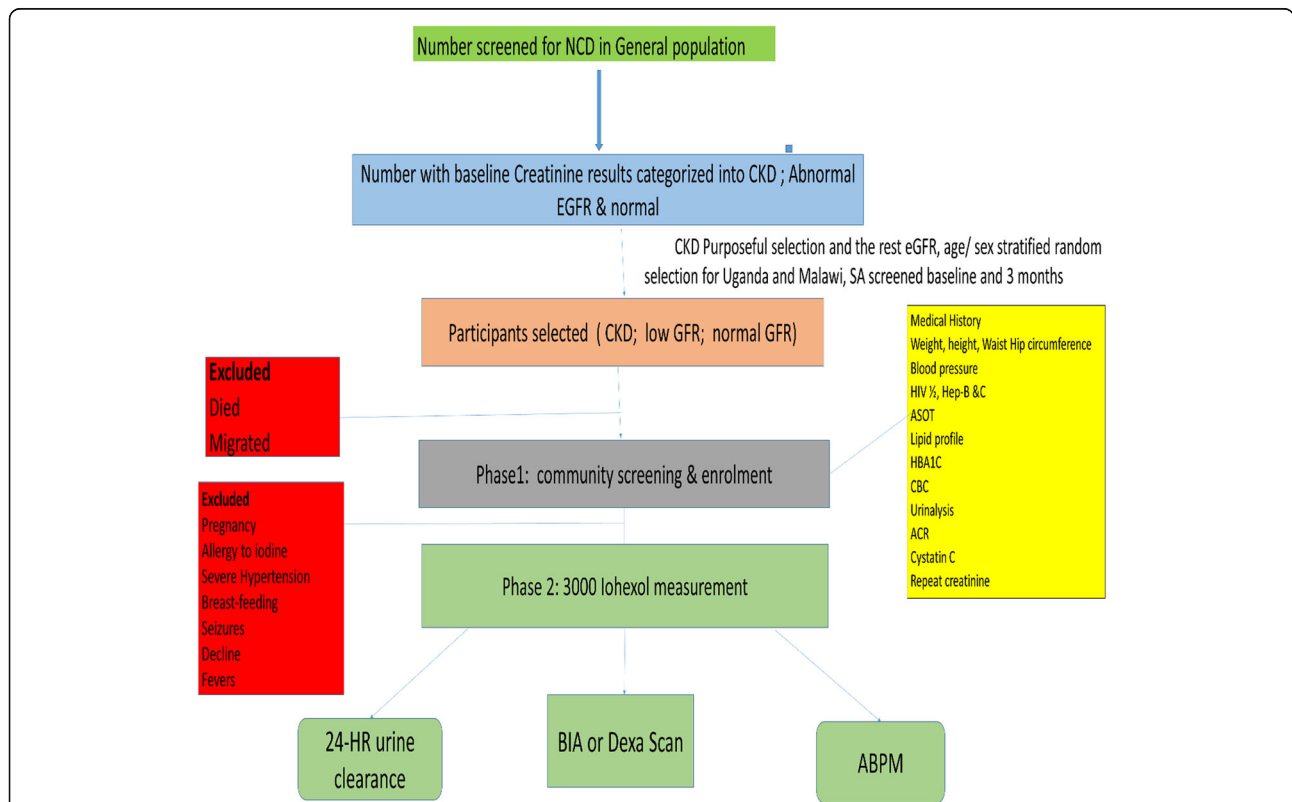 Number screened for NCD in General population
Number with baseline Creatinine results categorized into CKD ; Abnormal
EGFR & normal
CKD Purposeful selection and the rest eGFR, age/ sex stratified random
selection for Uganda and Malawi, SA screened baseline and 3 months
Participants selected ( CKD; low GFR; normal GFR)
Excluded
Died
Migrated
Phase1: community screening & enrolment
Medical History
Weight, height, Waist Hip circumference
Blood pressure
HIV ½, Hep-B &C
ASOT
Lipid profile
HBA1C
CBC
Urinalysis
ACR
Cystatin C
Repeat creatinine
Excluded
Pregnancy
Allergy to iodine
Severe Hypertension
Breast-feeding
Seizures
Decline
Fevers
Phase 2: 3000 Iohexol measurement
24-HR urine
clearance
BIA or Dexa Scan
ABPM